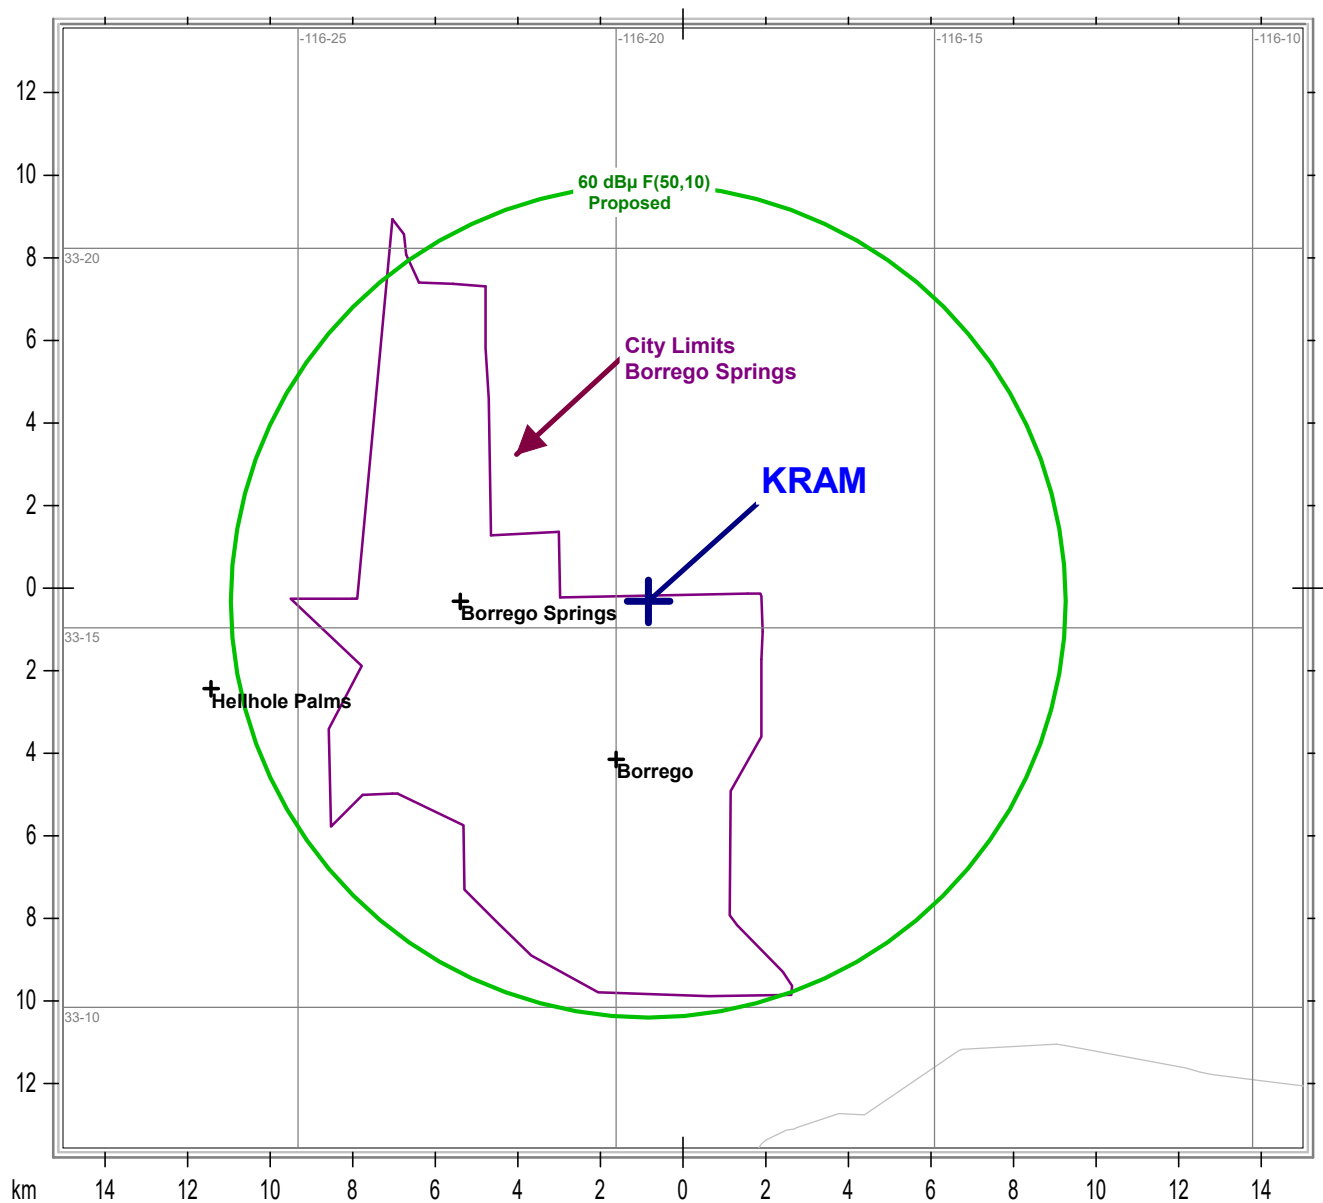 -116-25
-116-20
-116-15
-116-10
12
10
60 dBµ F(50,10)
Proposed
8
33-20
6
City Limits
Borrego Springs
4
KRAM
2
0
Borrego Springs
33-15
2
Hellhole Palms
4
Borrego
6
8
10
33-10
12
km 14 12 10 8 6 4 2 0 2 4 6 8 10 12 14